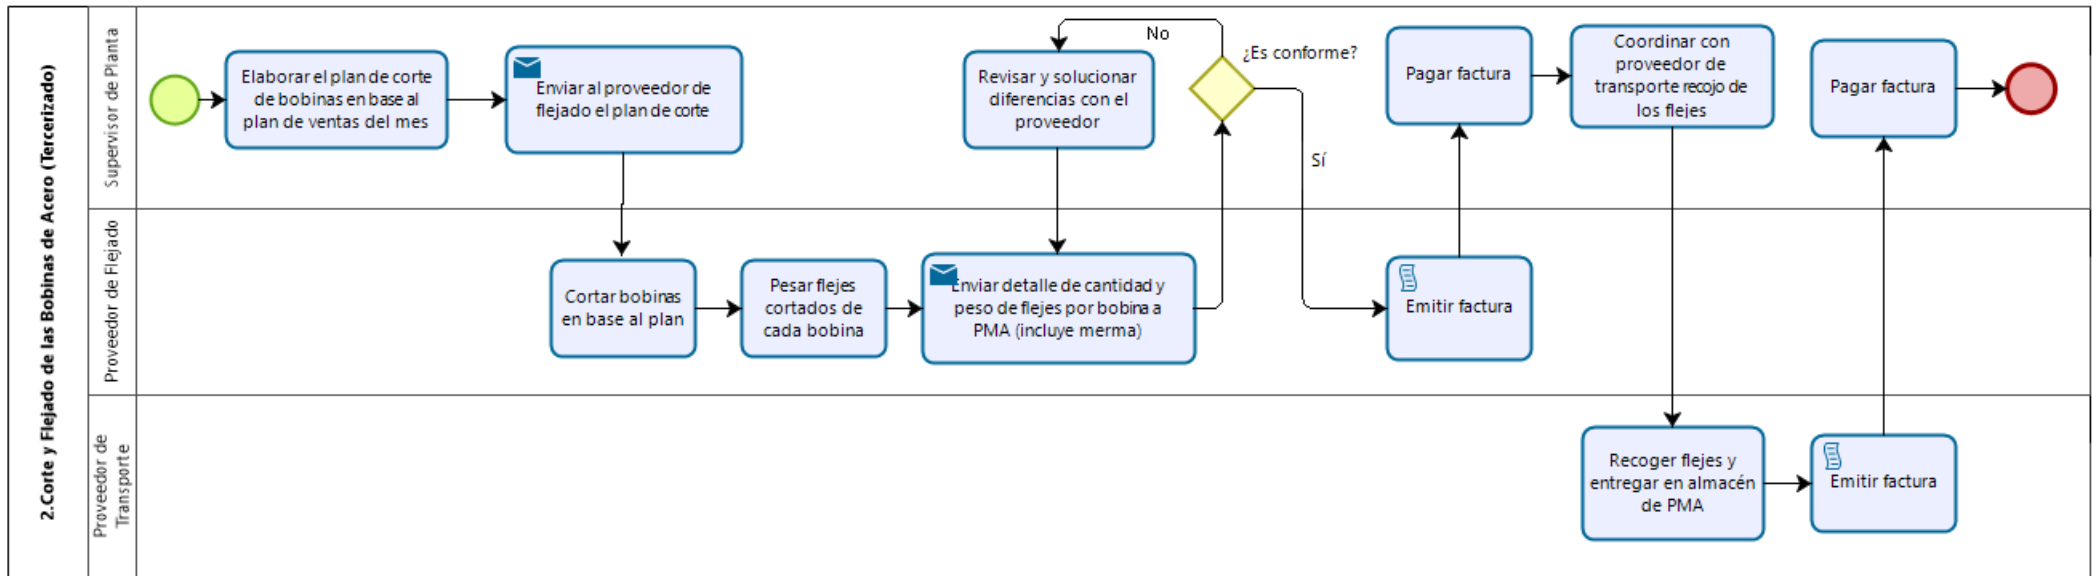 2.Corte y Flejado de las Bobinas de Acero (Tercerizado)
Supervisor de Planta
Elaborar el plan de corte
de bobinas en base al
plan de ventas del mes
Enviar al proveedor de
flejado el plan de corte
Revisar y solucionar
diferencias con el
proveedor
No
¿Es conforme?
Sí
Pagar factura
Coordinar con
proveedor de
transporte recojo de
los flejes
Pagar factura
Proveedor de Flejado
Cortar bobinas
en base al plan
Pesar flejes
cortados de
cada bobina
Enviar detalle de cantidad y
peso de flejes por bobina a
PMA (incluye merma)
Emitir factura
Proveedor de
Transporte
Recoger flejes y
entregar en almacén
de PMA
Emitir factura